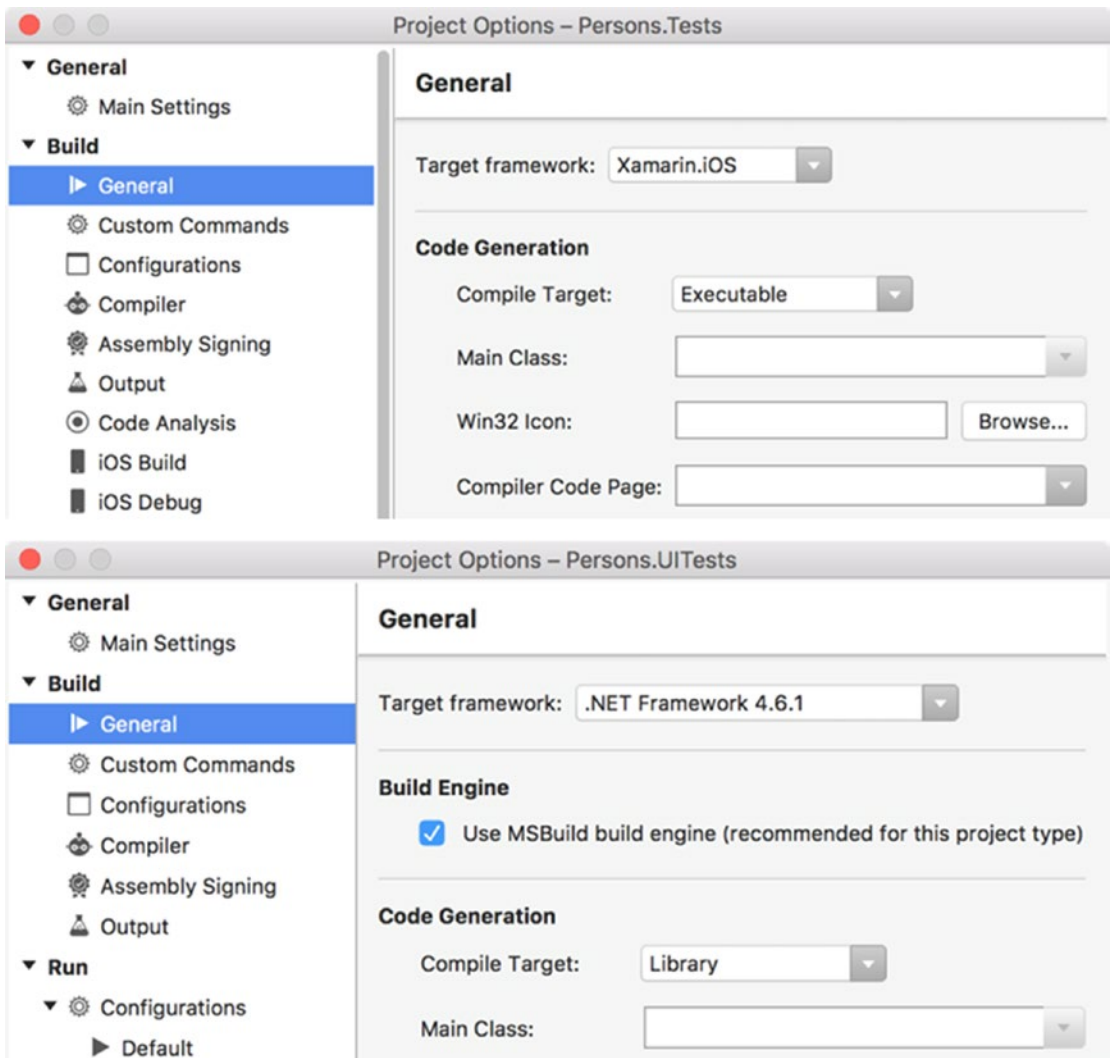 Project Options – Persons.Tests
General
Main Settings
Build
General
Custom Commands
Configurations
Compiler
Assembly Signing
Output
Code Analysis
iOS Build
iOS Debug
General
Target framework: Xamarin.iOS
Code Generation
Compile Target: Executable
Main Class:
Win32 Icon: Browse...
Compiler Code Page:
Project Options – Persons.UITests
General
Main Settings
Build
General
Custom Commands
Configurations
Compiler
Assembly Signing
Output
Run
Configurations
Default
General
Target framework: .NET Framework 4.6.1
Build Engine
Use MSBuild build engine (recommended for this project type)
Code Generation
Compile Target: Library
Main Class: